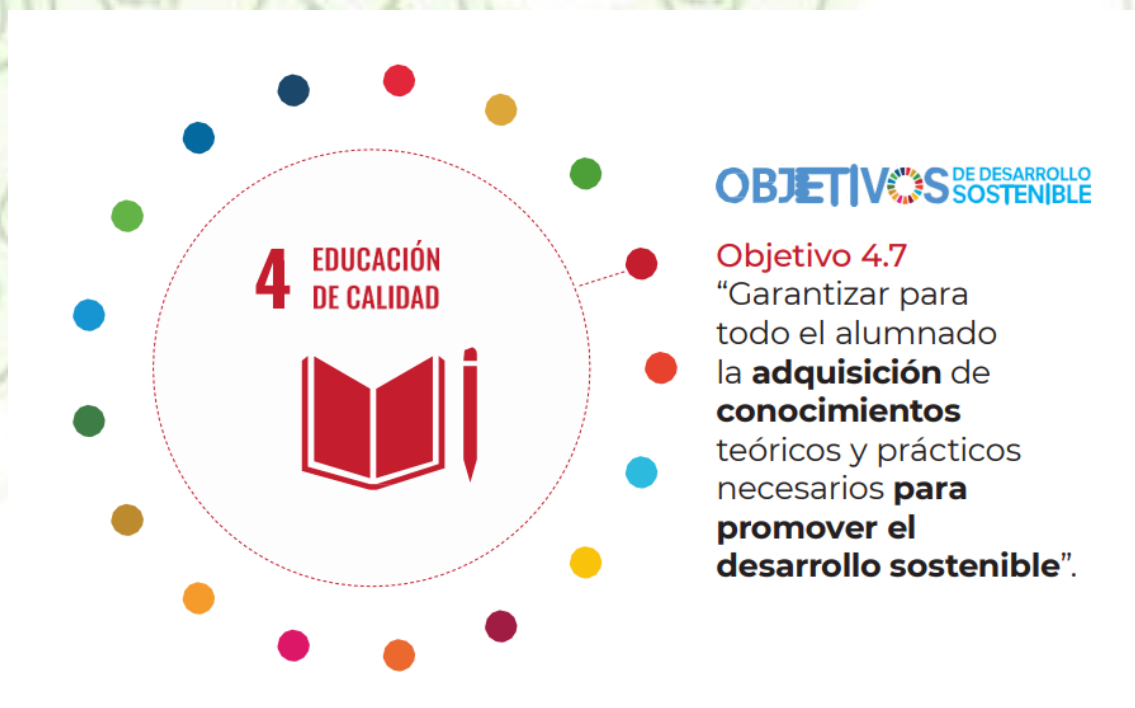 4 EDUCACIÓN
DE CALIDAD
OBJETIVOS DE DESARROLLO
SOSTENIBLE
Objetivo 4.7
“Garantizar para
todo el alumnado
la adquisición de
conocimientos
teóricos y prácticos
necesarios para
promover el
desarrollo sostenible”.